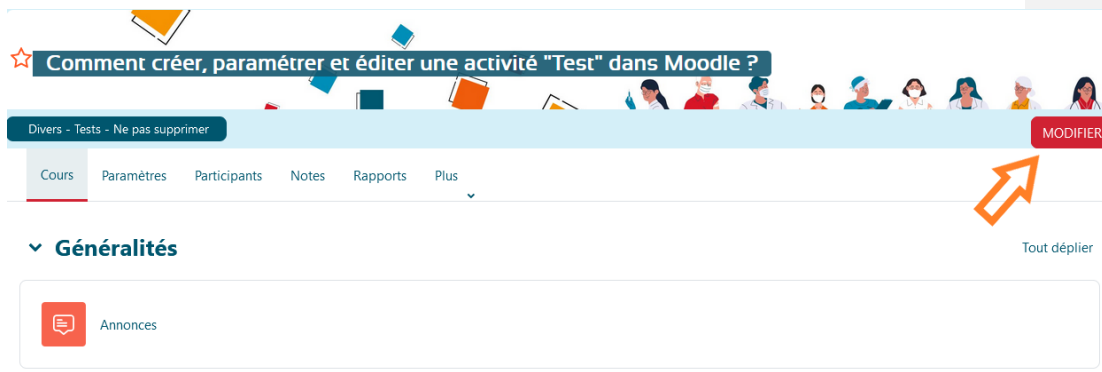 Comment créer, paramétrer et éditer une activité "Test" dans Moodle ?
Divers - Tests - Ne pas supprimer
MODIFIER
Cours Paramètres Participants Notes Rapports Plus
Généralités
Tout déplier
Annonces